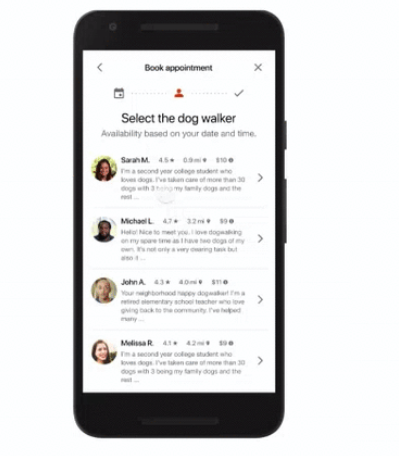 Book appointment
Select the dog walker
Availability based on your date and time.
Sarah M. 4.5 ★ 0.9 mi $10
I'm a second year college student who
loves dogs. I've taken care of more than 30
dogs with 3 being my family dogs and the
rest ...
Michael L. 4.7 ★ 3.2 mi $9
Hello! Nice to meet you. I love dogwalking
on my spare time as I have two dogs of my
own. It's not only a very dearing task but
also it ...
John A. 4.3 ★ 4.0 mi $11
Your neighborhood happy dogwalker! I'm a
retired elementary school teacher who love
giving back to the community. I've helped
many ...
Melissa R. 4.1 ★ 4.2 mi $9
I'm a second year college student who
loves dogs. I've taken care of more than 30
dogs with 3 being my family dogs and the
rest ...